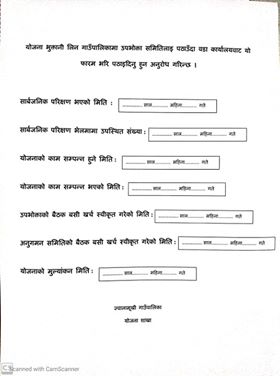 योजना भुक्तानी लिन गाउँपालिकामा उपभोक्ता समितिलाइ पठाउँदा वडा कार्यालयवाट यो
फारम भरि पठाइदिनु हुन अनुरोध गरिन्छ ।
सार्वजनिक परिक्षण भएको मिति : ............ साल........ महिना........ गते
सार्वजनिक परिक्षण भेलामा उपस्थित संख्या : ............ साल........ महिना........ गते
योजनाको काम सम्पन्न हुने मिति : ............ साल........ महिना........ गते
योजनाको काम सम्पन्न भएको मिति : ............ साल........ महिना........ गते
उपभोक्ताको बैठक बसी खर्च स्वीकृत गरेको मिति : ............ साल........ महिना........ गते
अनुगमन समितिको बैठक बसी खर्च स्वीकृत गरेको मिति : ............ साल........ महिना........ गते
योजनाको मुल्यांकन मिति : ............ साल........ महिना........ गते
ज्वालामूखी गाउँपालिका
योजना शाखा
Scanned with CamScanner